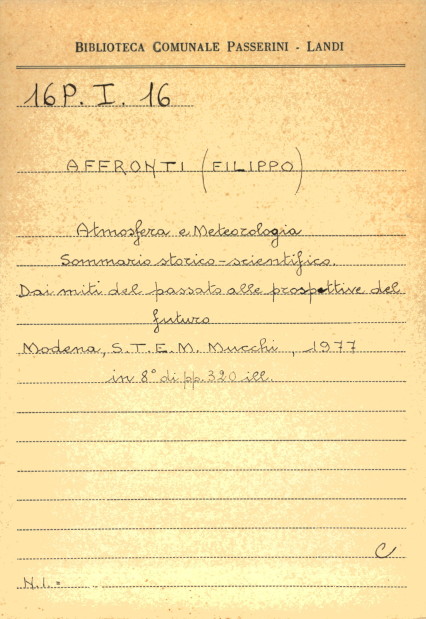 BIBLIOTECA COMUNALE PASSERINI - LANDI
16 P. I. 16
AFFRONTI (FILIPPO)
Atmosfera e Meteorologia
Sommario storico-scientifico.
Dai miti del passato alle prospettive del
futuro
Modena, S.T.E.M. Mucchi, 1977
in 8° di pp. 320 ill.
C
N.I. =